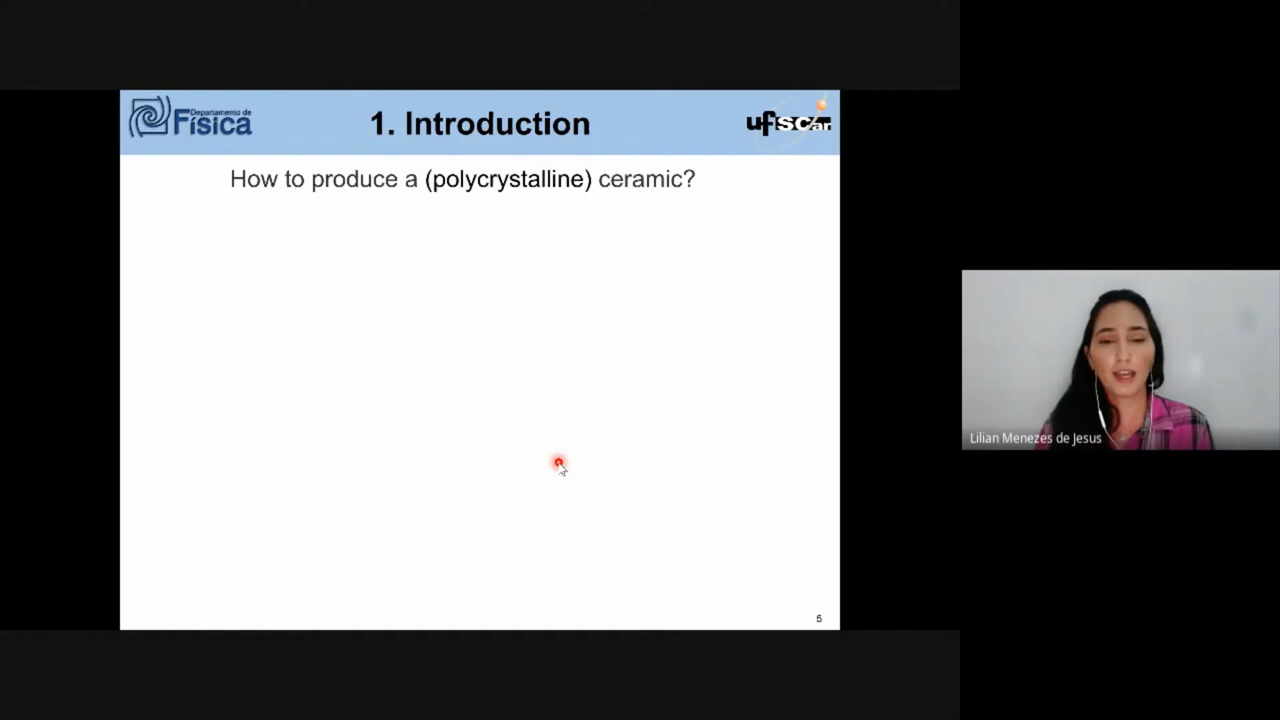 Departamento de
Física
1. Introduction
ufscar
How to produce a (polycrystalline) ceramic?
Lilian Menezes de Jesus
5